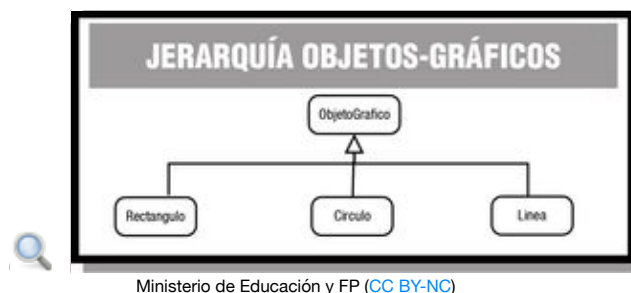 JERARQUÍA OBJETOS-GRÁFICOS
ObjetoGrafico
Rectangulo
Circulo
Linea
Ministerio de Educación y FP (CC BY-NC)